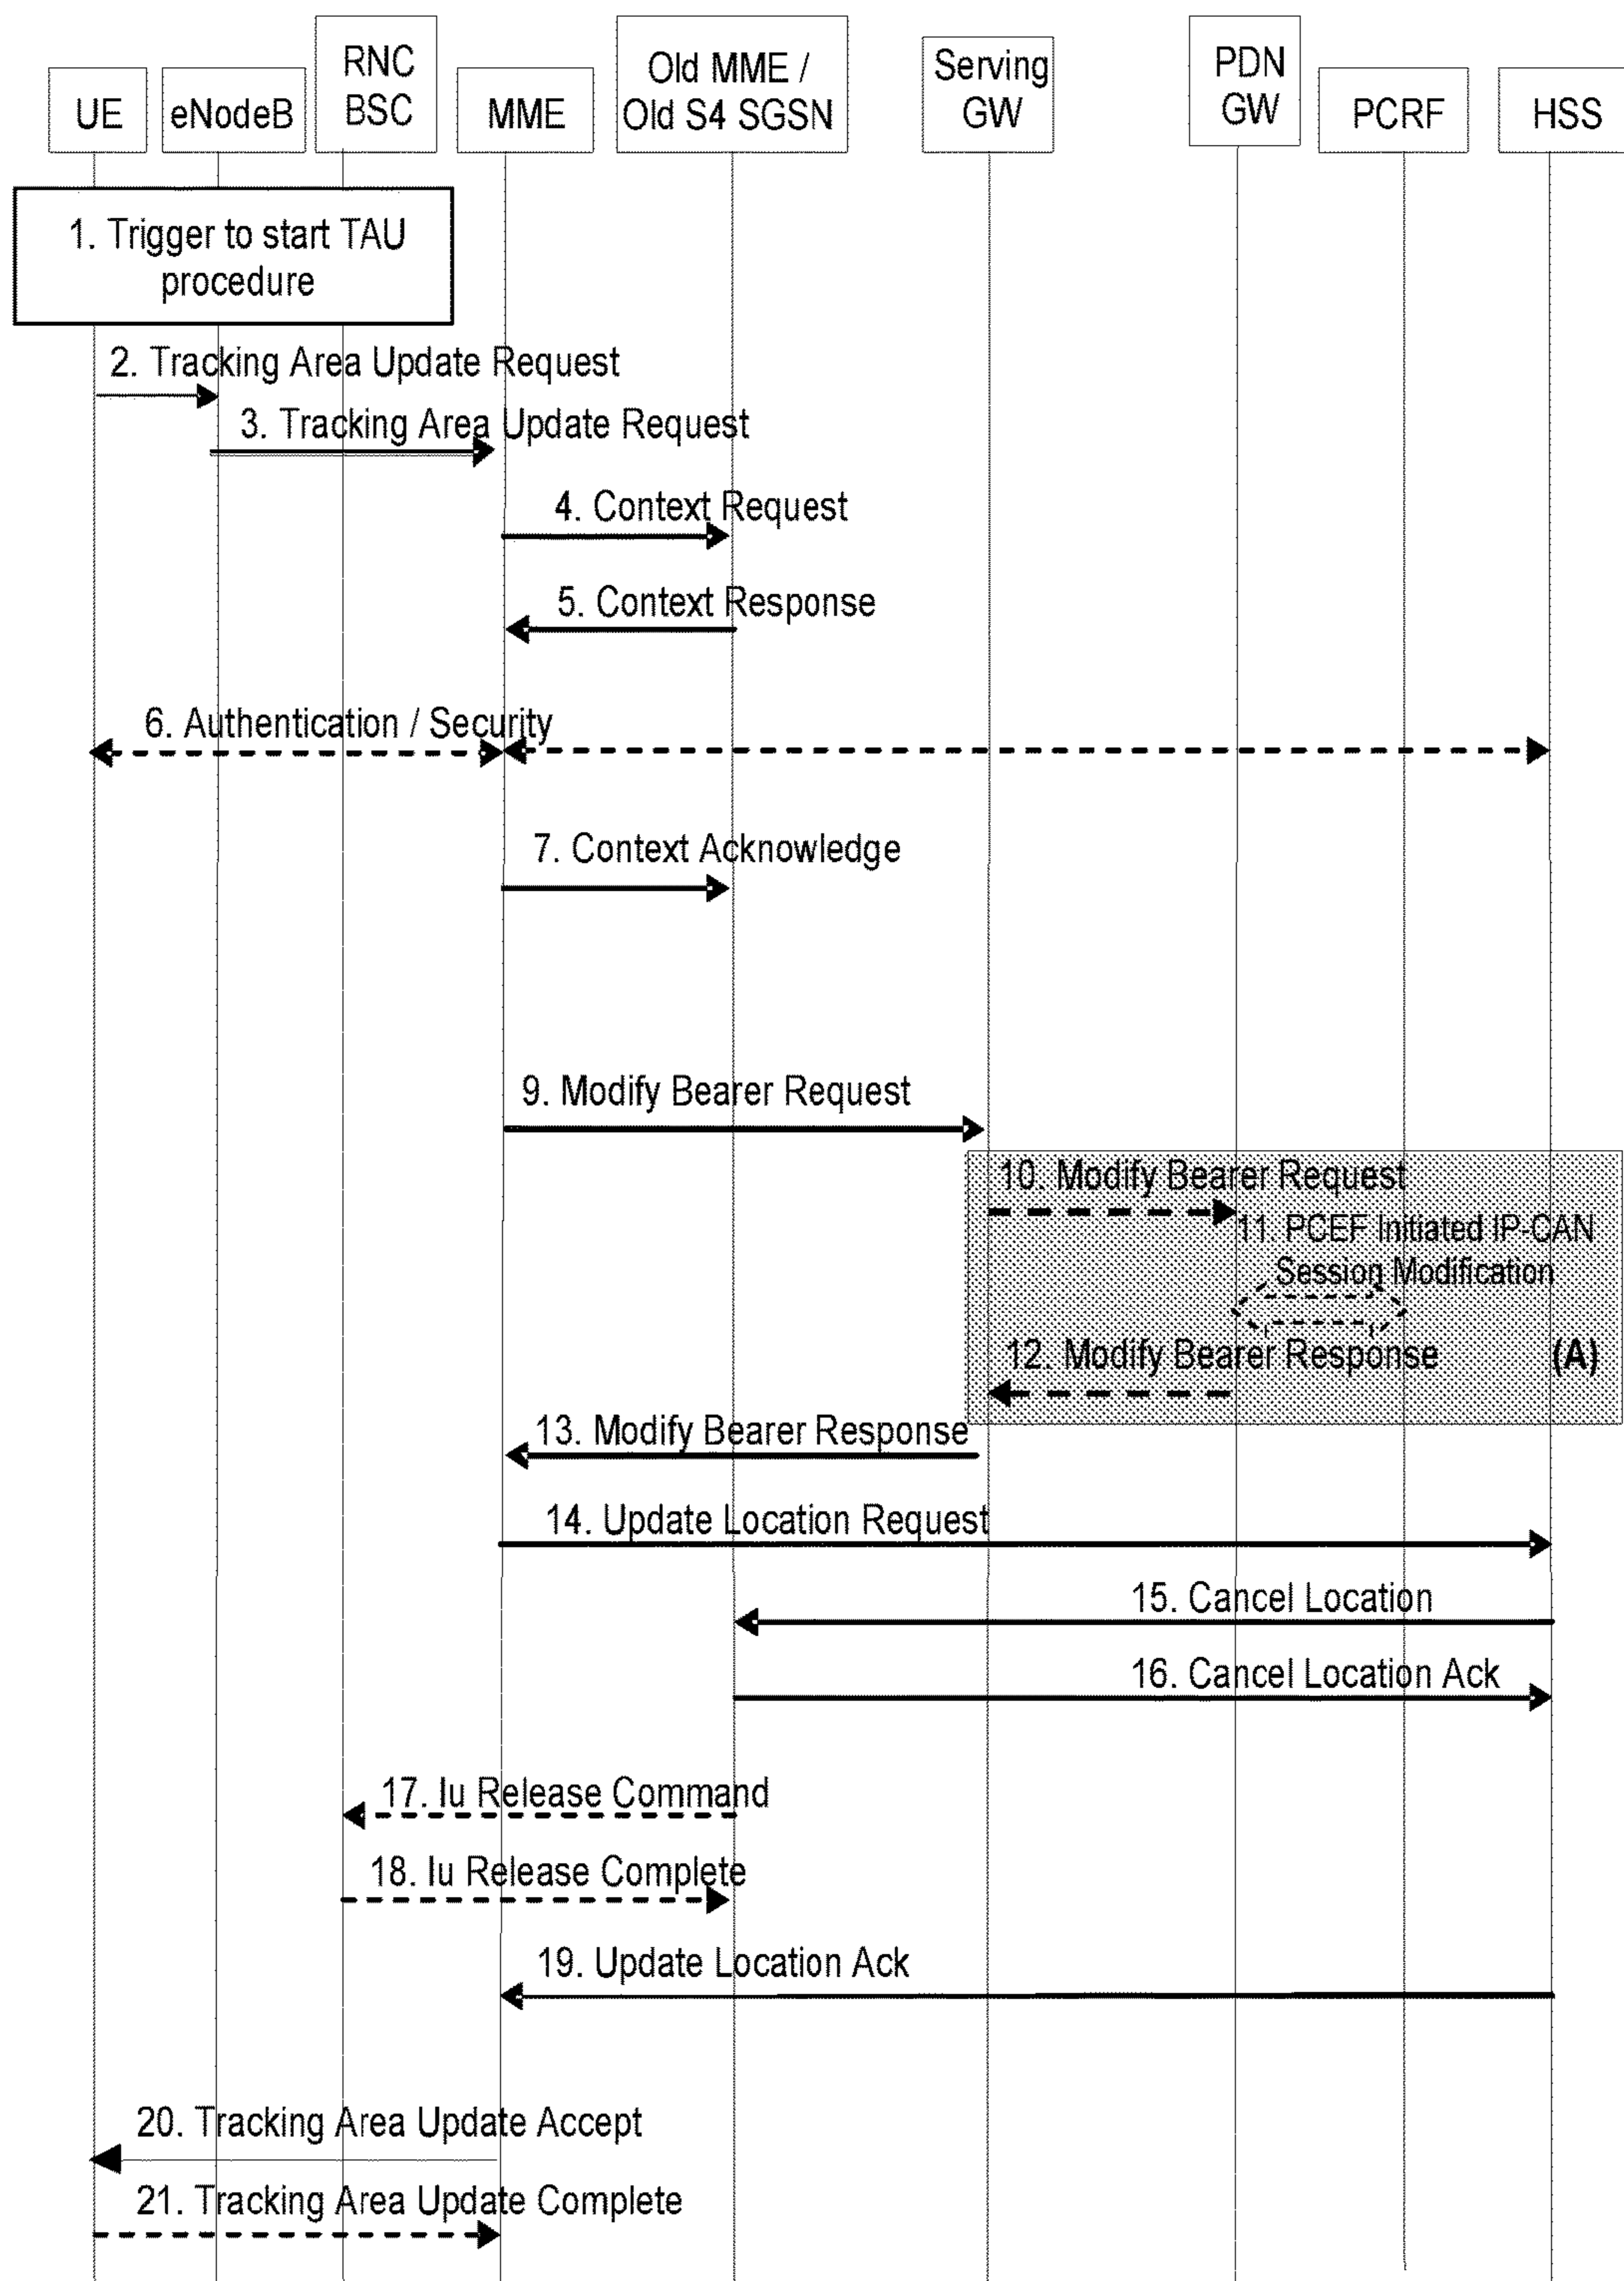 UE
eNodeB
RNC
BSC
MME
Old MME /
Old S4 SGSN
Serving
GW
PDN
GW
PCRF
HSS
1. Trigger to start TAU
procedure
2. Tracking Area Update Request
3. Tracking Area Update Request
4. Context Request
5. Context Response
6. Authentication / Security
7. Context Acknowledge
9. Modify Bearer Request
10. Modify Bearer Request
11. PCEF Initiated IP-CAN
Session Modification
12. Modify Bearer Response
(A)
13. Modify Bearer Response
14. Update Location Request
15. Cancel Location
16. Cancel Location Ack
17. Iu Release Command
18. Iu Release Complete
19. Update Location Ack
20. Tracking Area Update Accept
21. Tracking Area Update Complete